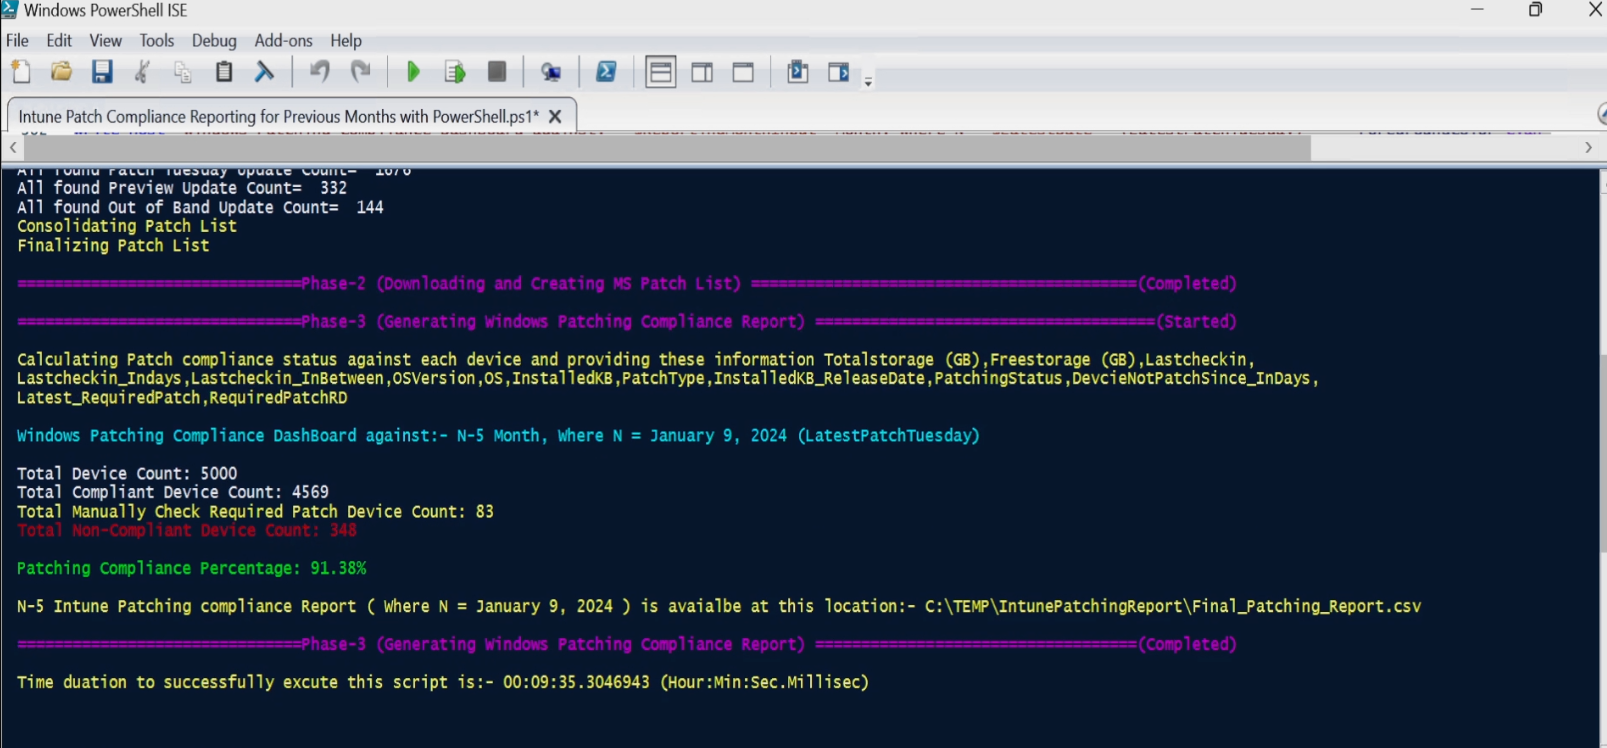 Windows PowerShell ISE
File Edit View Tools Debug Add-ons Help
Intune Patch Compliance Reporting for Previous Months with PowerShell.ps1* X
All found Patch Tuesday Update Count= 1676
All found Preview Update Count= 332
All found Out of Band Update Count= 144
Consolidating Patch List
Finalizing Patch List
===============================Phase-2 (Downloading and Creating MS Patch List) ==========================================(Completed)
===============================Phase-3 (Generating Windows Patching Compliance Report) =====================================(Started)
Calculating Patch compliance status against each device and providing these information Totalstorage (GB),Freestorage (GB),Lastcheckin,
Lastcheckin_Indays,Lastcheckin_InBetween,OSVersion,OS,InstalledKB,PatchType,InstalledKB_ReleaseDate,PatchingStatus,DevcieNotPatchSince_InDays,
Latest_RequiredPatch,RequiredPatchRD
Windows Patching Compliance DashBoard against:- N-5 Month, Where N = January 9, 2024 (LatestPatchTuesday)
Total Device Count: 5000
Total Compliant Device Count: 4569
Total Manually Check Required Patch Device Count: 83
Total Non-Compliant Device Count: 348
Patching Compliance Percentage: 91.38%
N-5 Intune Patching compliance Report ( Where N = January 9, 2024 ) is avaialbe at this location:- C:\TEMP\IntunePatchingReport\Final_Patching_Report.csv
===============================Phase-3 (Generating Windows Patching Compliance Report) ===================================(Completed)
Time duation to successfully excute this script is:- 00:09:35.3046943 (Hour:Min:Sec.Millisec)